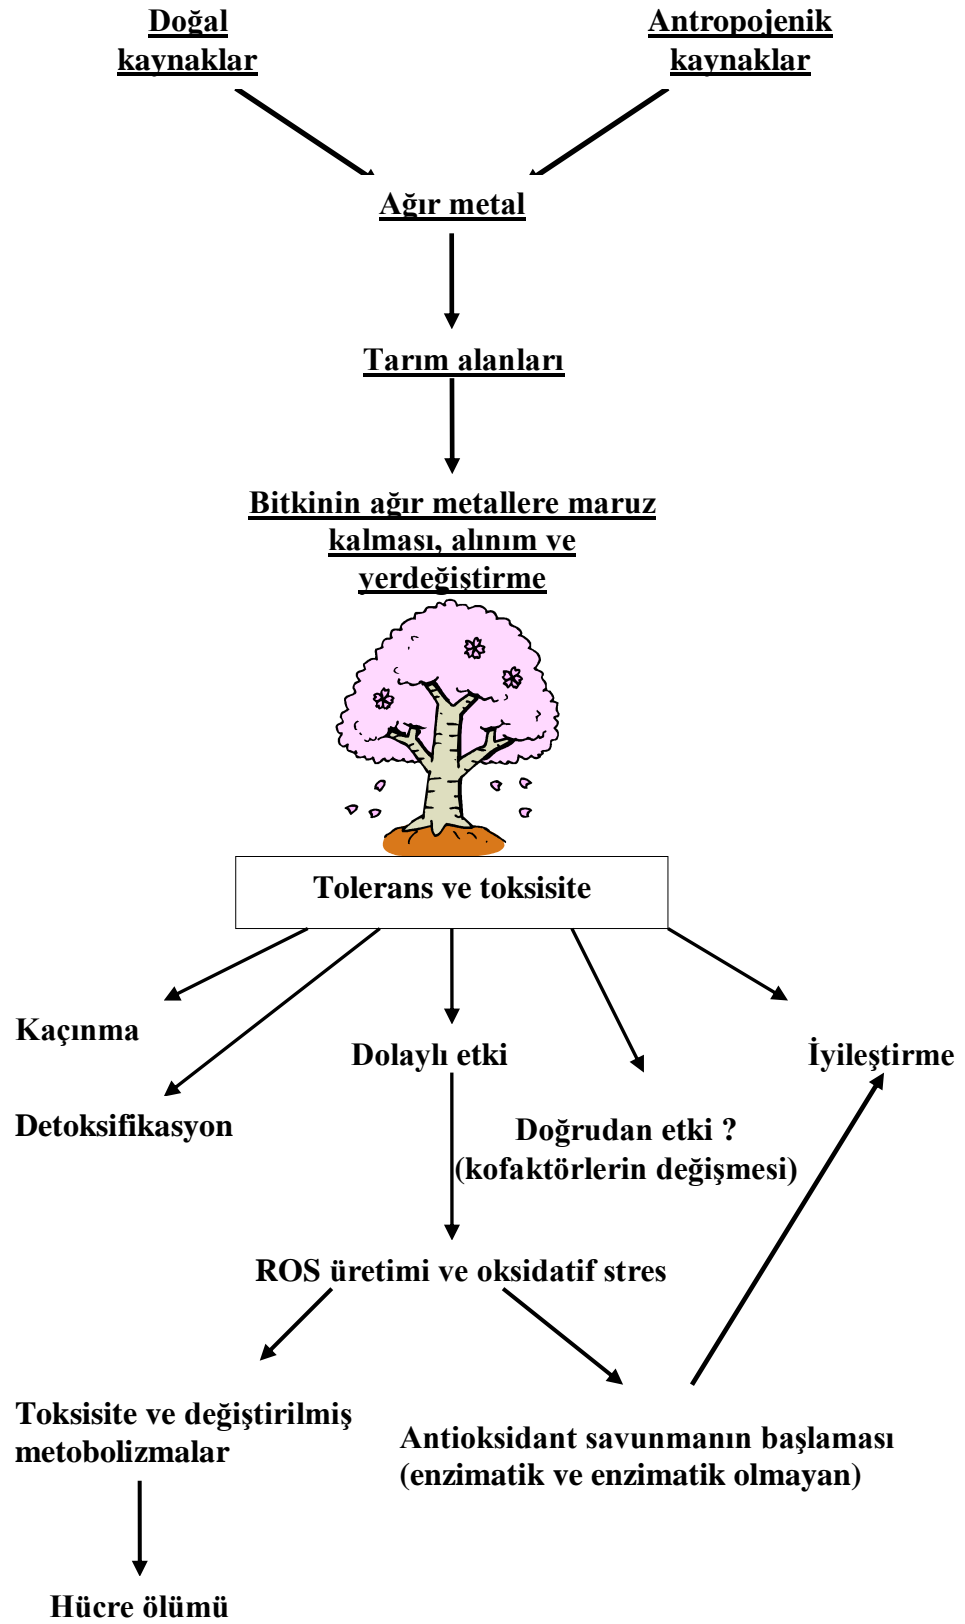 Doğal
kaynaklar
Antropojenik
kaynaklar
Ağır metal
Tarım alanları
Bitkinin ağır metallere maruz
kalması, alınım ve
yerdeğiştirme
Tolerans ve toksisite
Kaçınma
Dolaylı etki
İyileştirme
Detoksifikasyon
Doğrudan etki ?
(kofaktörlerin değişmesi)
ROS üretimi ve oksidatif stres
Toksisite ve değiştirilmiş
metobolizmalar
Antioksidant savunmanın başlaması
(enzimatik ve enzimatik olmayan)
Hücre ölümü